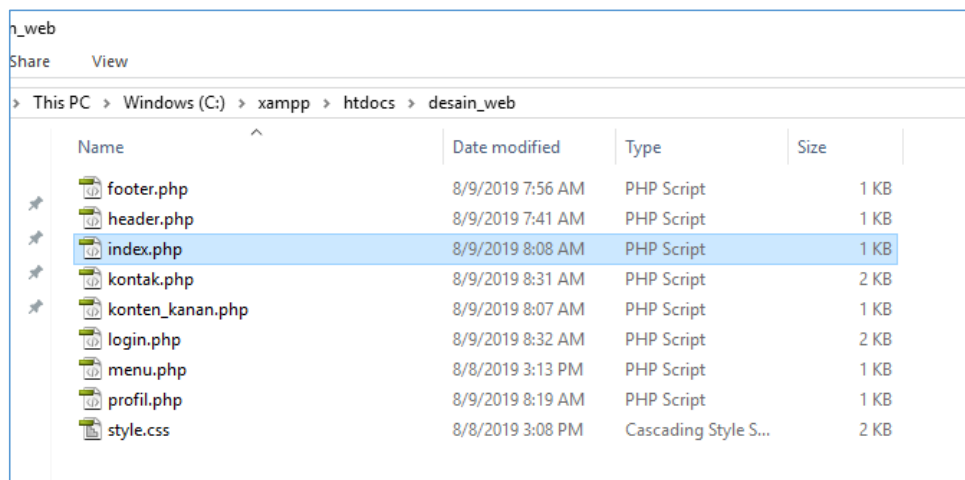 n_web
Share View
> This PC > Windows (C:) > xampp > htdocs > desain_web
Name Date modified Type Size
footer.php 8/9/2019 7:56 AM PHP Script 1 KB
header.php 8/9/2019 7:41 AM PHP Script 1 KB
index.php 8/9/2019 8:08 AM PHP Script 1 KB
kontak.php 8/9/2019 8:31 AM PHP Script 2 KB
konten_kanan.php 8/9/2019 8:07 AM PHP Script 1 KB
login.php 8/9/2019 8:32 AM PHP Script 2 KB
menu.php 8/8/2019 3:13 PM PHP Script 1 KB
profil.php 8/9/2019 8:19 AM PHP Script 1 KB
style.css 8/8/2019 3:08 PM Cascading Style S... 2 KB